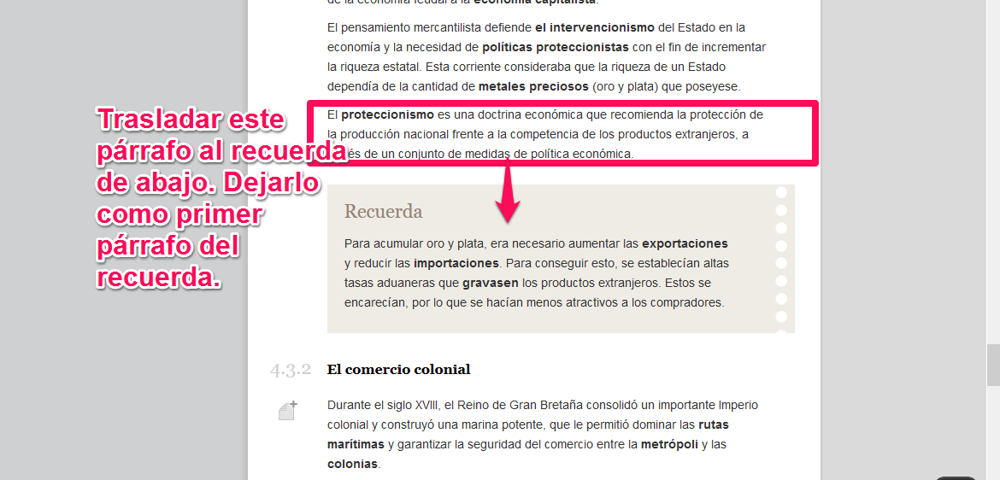 de la economía feudal a la economía capitalista.
El pensamiento mercantilista defiende el intervencionismo del Estado en la
economía y la necesidad de políticas proteccionistas con el fin de incrementar
la riqueza estatal. Esta corriente consideraba que la riqueza de un Estado
dependía de la cantidad de metales preciosos (oro y plata) que poseyese.
El proteccionismo es una doctrina económica que recomienda la protección de
la producción nacional frente a la competencia de los productos extranjeros, a
de un conjunto de medidas de política económica.
Trasladar este
párrafo al recuerda
de abajo. Dejarlo
como primer
párrafo del
recuerda.
Recuerda
Para acumular oro y plata, era necesario aumentar las exportaciones
y reducir las importaciones. Para conseguir esto, se establecían altas
tasas aduaneras que gravasen los productos extranjeros. Estos se
encarecían, por lo que se hacían menos atractivos a los compradores.
4.3.2 El comercio colonial
Durante el siglo XVIII, el Reino de Gran Bretaña consolidó un importante Imperio
colonial y construyó una marina potente, que le permitió dominar las rutas
marítimas y garantizar la seguridad del comercio entre la metrópoli y las
colonias.